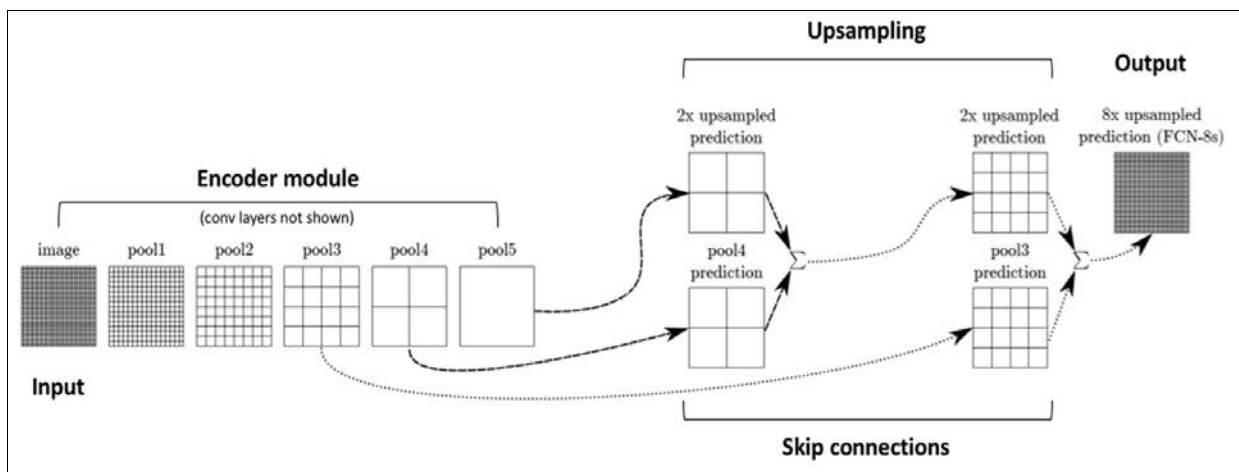 Upsampling
Output
2x upsampled
prediction
2x upsampled
prediction
8x upsampled
prediction (FCN-8s)
Encoder module
(conv layers not shown)
image
pool1
pool2
pool3
pool4
pool5
pool4
prediction
Σ
pool3
prediction
Σ
Input
Skip connections